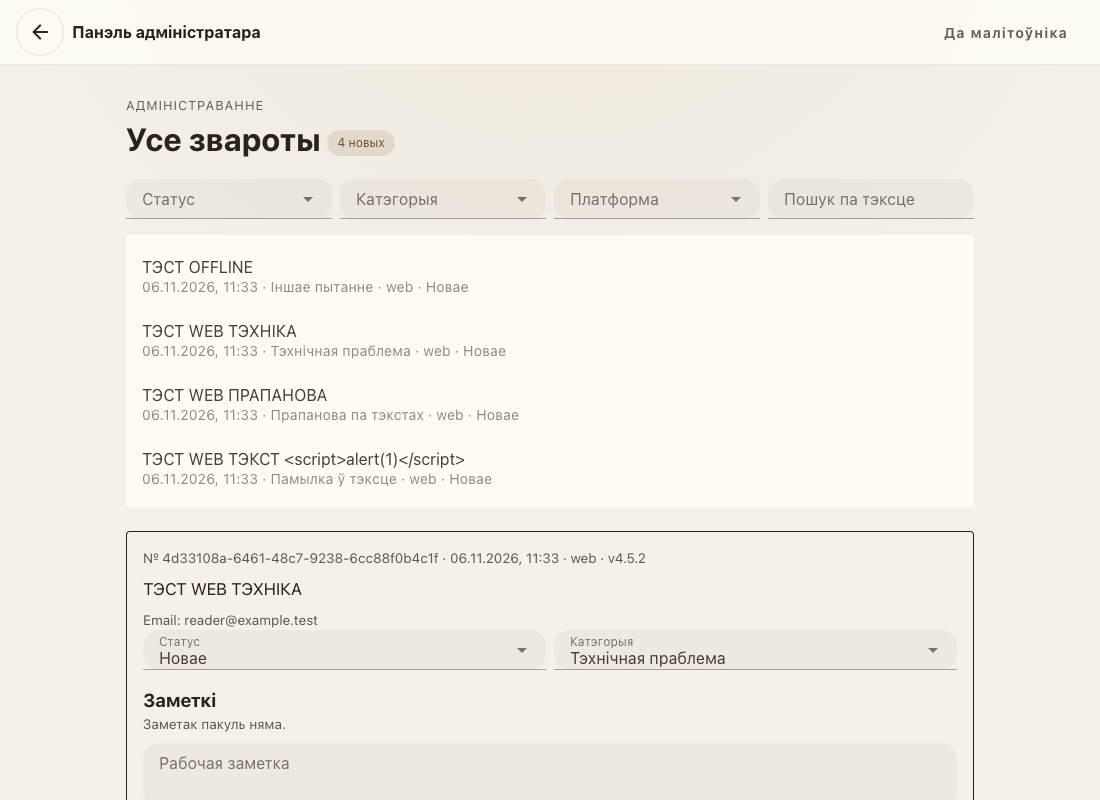 Панэль адміністратара
Да малітоўніка
АДМІНІСТРАВАННЕ
Усе звароты 4 новых
Статус Катэгорыя Платформа Пошук па тэксце
ТЭСТ OFFLINE
06.11.2026, 11:33 · Іншае пытанне · web · Новае
ТЭСТ WEB ТЭХНІКА
06.11.2026, 11:33 · Тэхнічная праблема · web · Новае
ТЭСТ WEB ПРАПАНОВА
06.11.2026, 11:33 · Прапанова па тэкстах · web · Новае
ТЭСТ WEB ТЭКСТ <script>alert(1)</script>
06.11.2026, 11:33 · Памылка ў тэксце · web · Новае
№ 4d33108a-6461-48c7-9238-6cc88f0b4c1f · 06.11.2026, 11:33 · web · v4.5.2
ТЭСТ WEB ТЭХНІКА
Email: reader@example.test
Статус Катэгорыя
Новае Тэхнічная праблема
Заметкі
Заметак пакуль няма.
Рабочая заметка